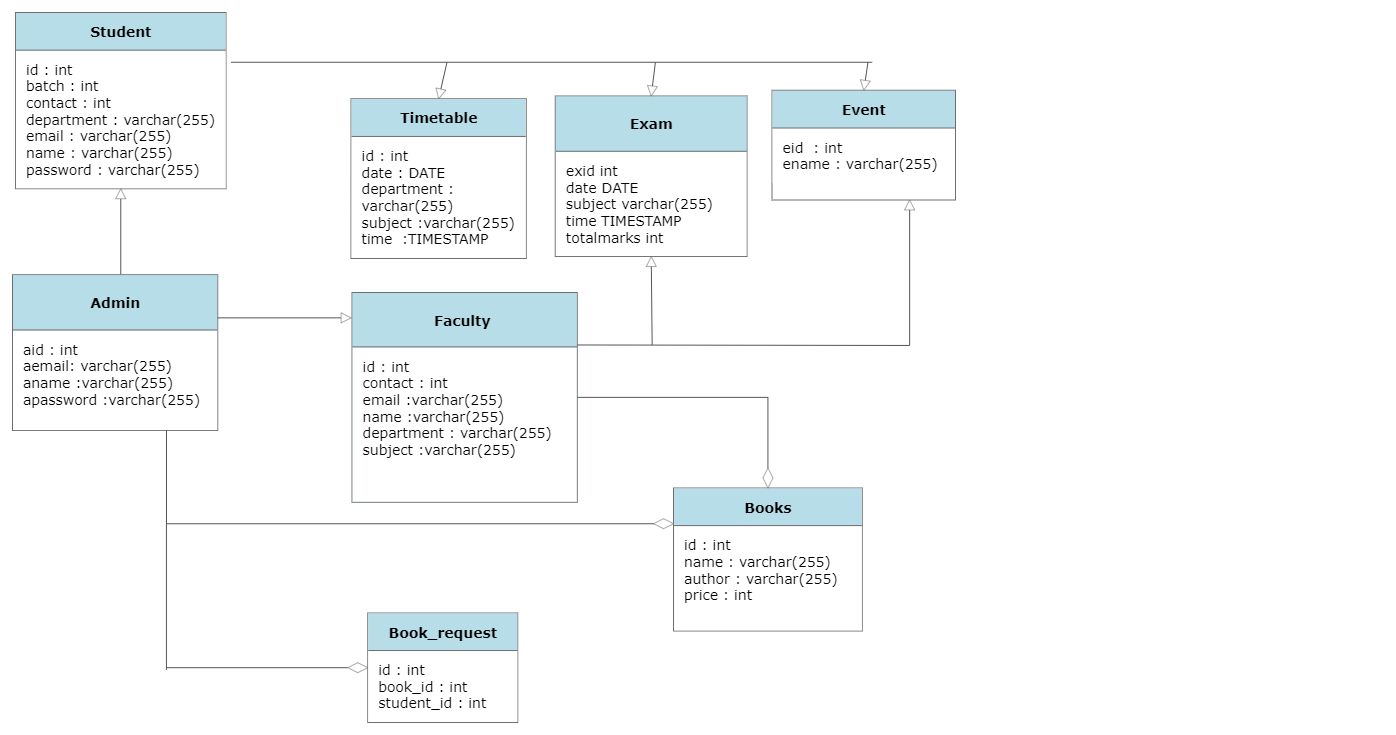 Student
id : int
batch : int
contact : int
department : varchar(255)
email : varchar(255)
name : varchar(255)
password : varchar(255)
Timetable
id : int
date : DATE
department :
varchar(255)
subject :varchar(255)
time  :TIMESTAMP
Exam
exid int
date DATE
subject varchar(255)
time TIMESTAMP
totalmarks int
Event
eid  : int
ename : varchar(255)
Admin
aid : int
aemail: varchar(255)
aname :varchar(255)
apassword :varchar(255)
Faculty
id : int
contact : int
email :varchar(255)
name :varchar(255)
department : varchar(255)
subject :varchar(255)
Books
id : int
name : varchar(255)
author : varchar(255)
price : int
Book_request
id : int
book_id : int
student_id : int